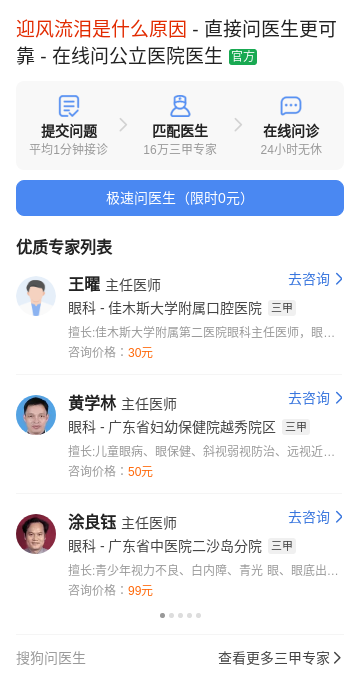 迎风流泪是什么原因 - 直接问医生更可
靠 - 在线问公立医院医生 官方
提交问题 匹配医生 在线问诊
平均1分钟接诊 16万三甲专家 24小时无休
极速问医生（限时0元）
优质专家列表
王曜 主任医师 去咨询
眼科 - 佳木斯大学附属口腔医院 三甲
擅长:佳木斯大学附属第二医院眼科主任医师，眼…
咨询价格：30元
黄学林 主任医师 去咨询
眼科 - 广东省妇幼保健院越秀院区 三甲
擅长:儿童眼病、眼保健、斜视弱视防治、远视近…
咨询价格：50元
涂良钰 主任医师 去咨询
眼科 - 广东省中医院二沙岛分院 三甲
擅长:青少年视力不良、白内障、青光 眼、眼底出…
咨询价格：99元
搜狗问医生 查看更多三甲专家